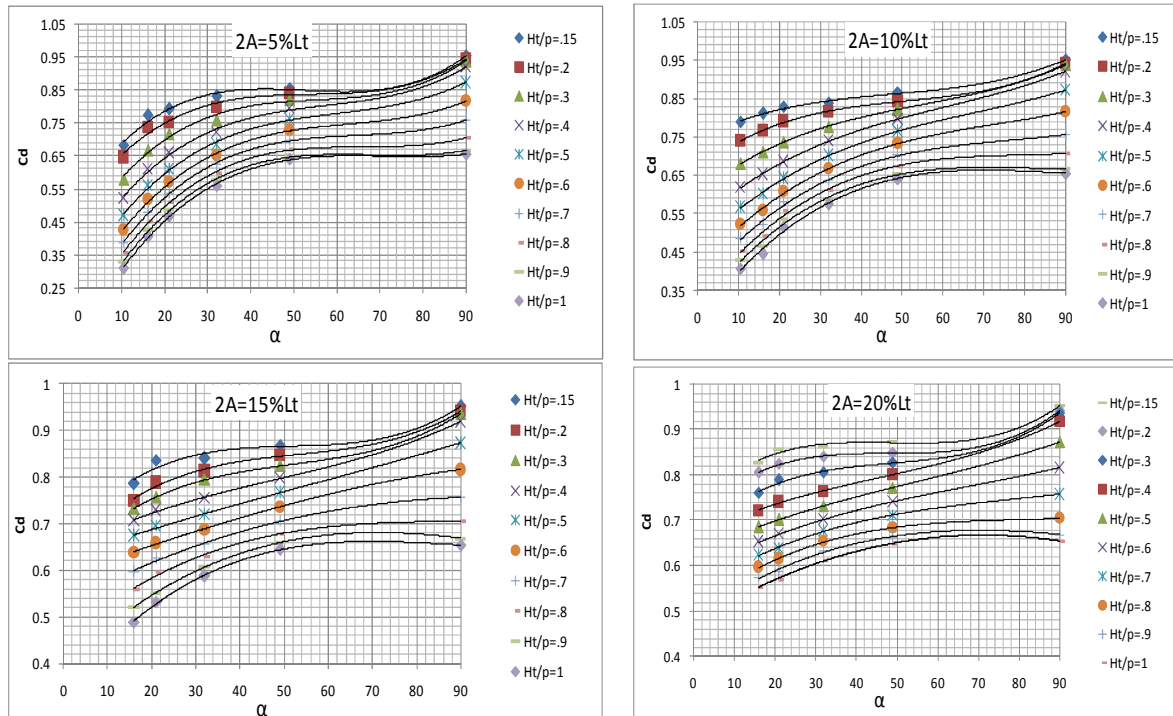 2A=5%Lt
1.05
0.95
0.85
0.75
0.65
0.55
0.45
0.35
0.25
Cd
0 10 20 30 40 50 60 70 80 90
α
Ht/p=.15
Ht/p=.2
Ht/p=.3
Ht/p=.4
Ht/p=.5
Ht/p=.6
Ht/p=.7
Ht/p=.8
Ht/p=.9
Ht/p=1
2A=10%Lt
1.05
0.95
0.85
0.75
0.65
0.55
0.45
0.35
Cd
0 10 20 30 40 50 60 70 80 90
α
Ht/p=.15
Ht/p=.2
Ht/p=.3
Ht/p=.4
Ht/p=.5
Ht/p=.6
Ht/p=.7
Ht/p=.8
Ht/p=.9
Ht/p=1
2A=15%Lt
1
0.9
0.8
0.7
0.6
0.5
0.4
Cd
0 10 20 30 40 50 60 70 80 90
α
Ht/p=.15
Ht/p=.2
Ht/p=.3
Ht/p=.4
Ht/p=.5
Ht/p=.6
Ht/p=.7
Ht/p=.8
Ht/p=.9
Ht/p=1
2A=20%Lt
1
0.9
0.8
0.7
0.6
0.5
0.4
Cd
0 10 20 30 40 50 60 70 80 90
α
Ht/p=.15
Ht/p=.2
Ht/p=.3
Ht/p=.4
Ht/p=.5
Ht/p=.6
Ht/p=.7
Ht/p=.8
Ht/p=.9
Ht/p=1